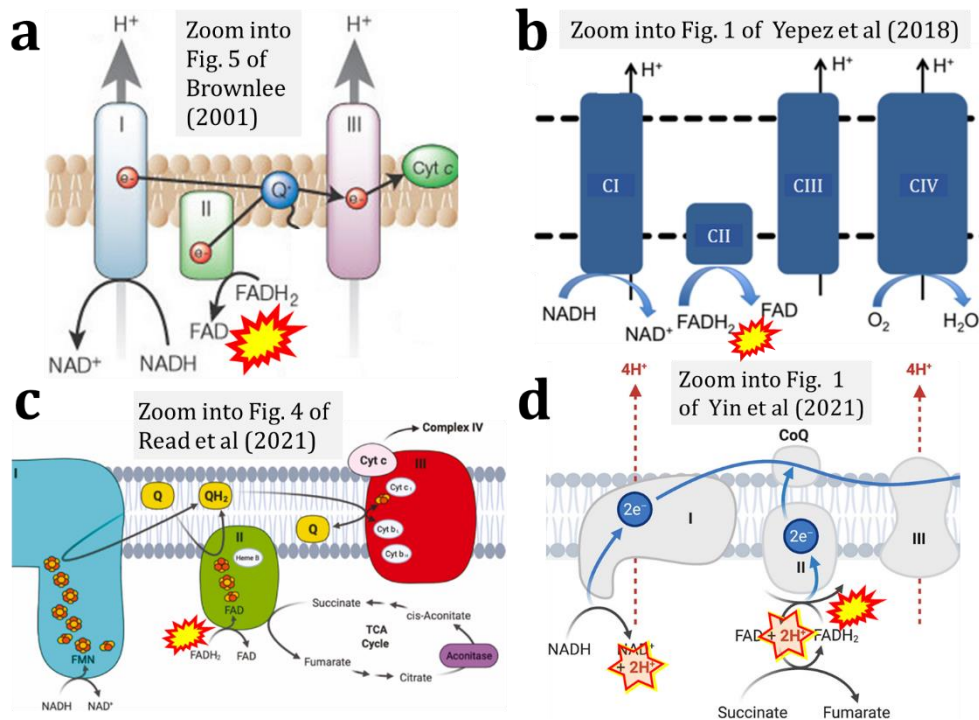 a
H⁺
Zoom into
Fig. 5 of
Brownlee
(2001)
H⁺
I
III
e-
Q·
e-
Cyt c
II
e-
FADH₂
FAD
NAD⁺
NADH
b
Zoom into Fig. 1 of Yepez et al (2018)
H⁺
H⁺
H⁺
CI
CII
CIII
CIV
NADH
NAD⁺
FADH₂
FAD
O₂
H₂O
c
Zoom into Fig. 4 of
Read et al (2021)
Complex IV
Cyt c
I
III
Cyt c₁
Q
QH₂
Q
II
Heme B
Cyt b
Cyt b
FAD
FADH₂
FAD
Succinate
cis-Aconitate
TCA
Cycle
Aconitase
Fumarate
Citrate
FMN
NADH
NAD⁺
d
4H⁺
Zoom into Fig. 1
of Yin et al (2021)
4H⁺
CoQ
2e⁻
I
2e⁻
II
III
NADH
NAD⁺
+ 2H⁺
FAD + 2H⁺
FADH₂
Succinate
Fumarate